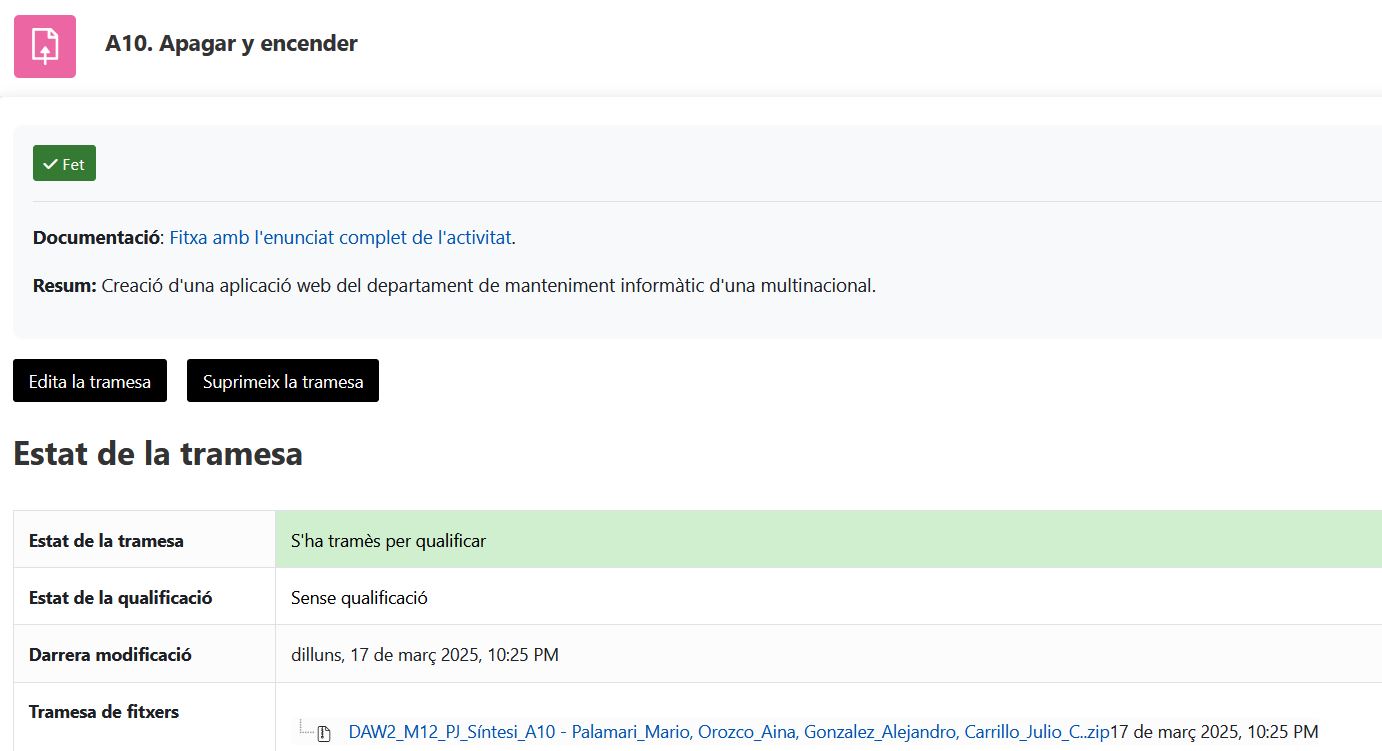 A10. Apagar y encender
Fet
Documentació: Fitxa amb l'enunciat complet de l'activitat.
Resum: Creació d'una aplicació web del departament de manteniment informàtic d'una multinacional.
Edita la tramesa Suprimeix la tramesa
Estat de la tramesa
Estat de la tramesa S'ha tramès per qualificar
Estat de la qualificació Sense qualificació
Darrera modificació dilluns, 17 de març 2025, 10:25 PM
Tramesa de fitxers
DAW2_M12_PJ_Síntesi_A10 - Palamari_Mario, Orozco_Aina, Gonzalez_Alejandro, Carrillo_Julio_C...zip17 de març 2025, 10:25 PM